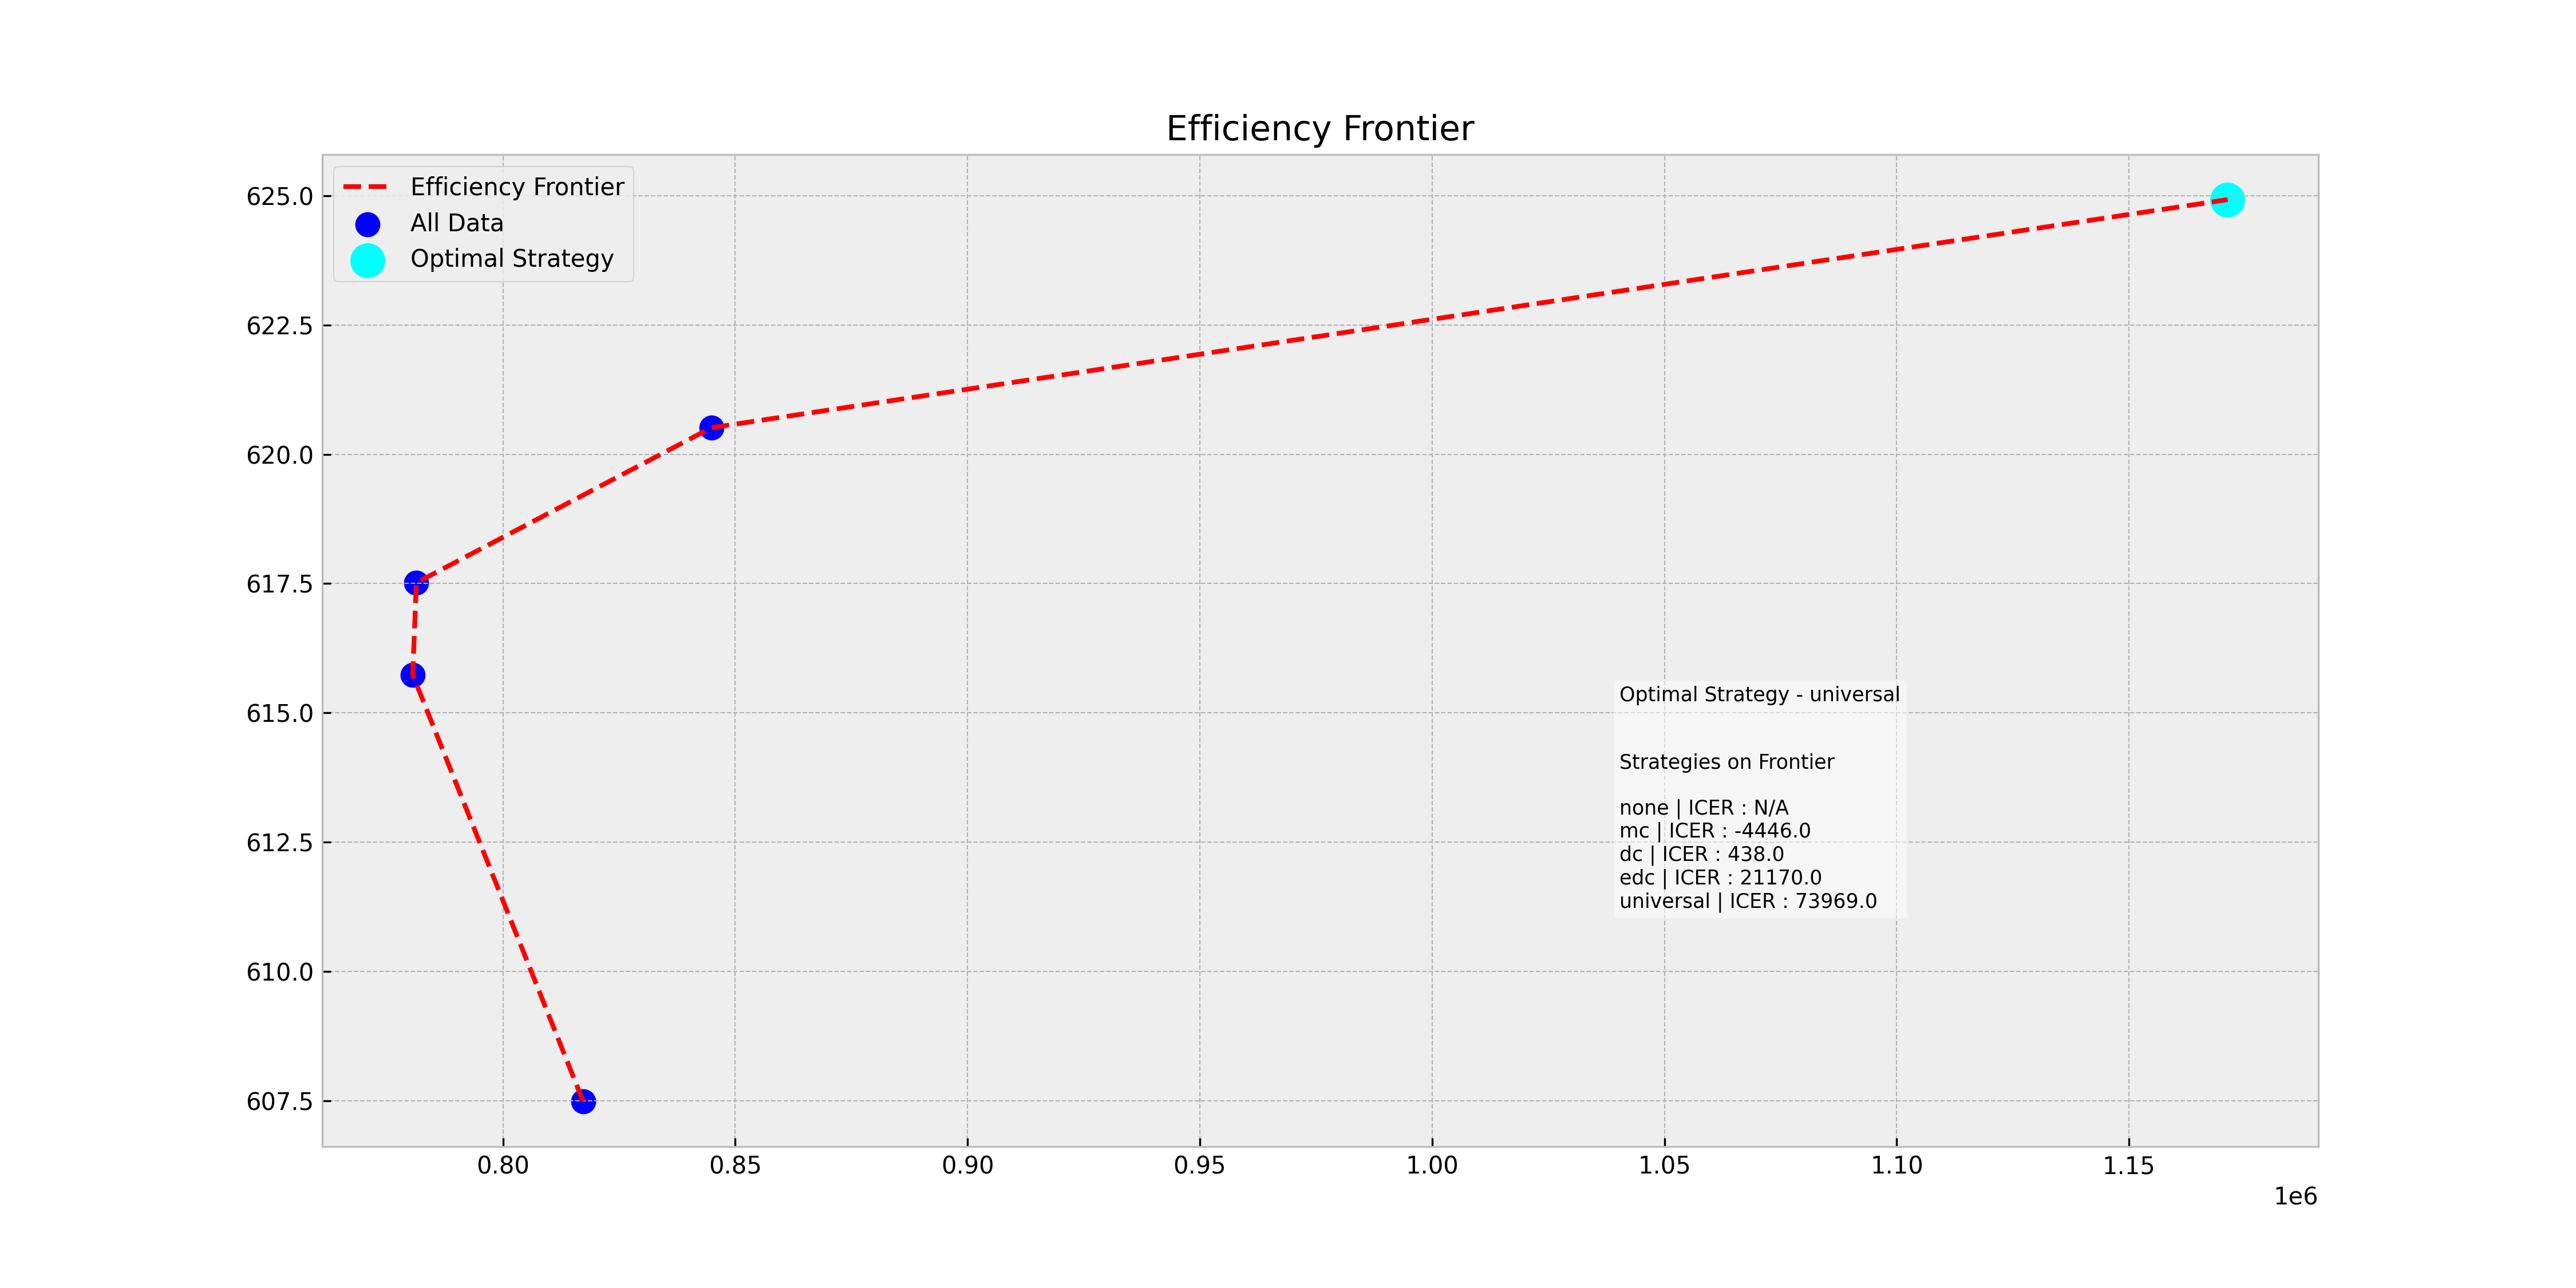 Efficiency Frontier
Efficiency Frontier
All Data
Optimal Strategy
625.0
622.5
620.0
617.5
615.0
612.5
610.0
607.5
Optimal Strategy - universal
Strategies on Frontier
none | ICER : N/A
mc | ICER : -4446.0
dc | ICER : 438.0
edc | ICER : 21170.0
universal | ICER : 73969.0
0.80 0.85 0.90 0.95 1.00 1.05 1.10 1.15
1e6